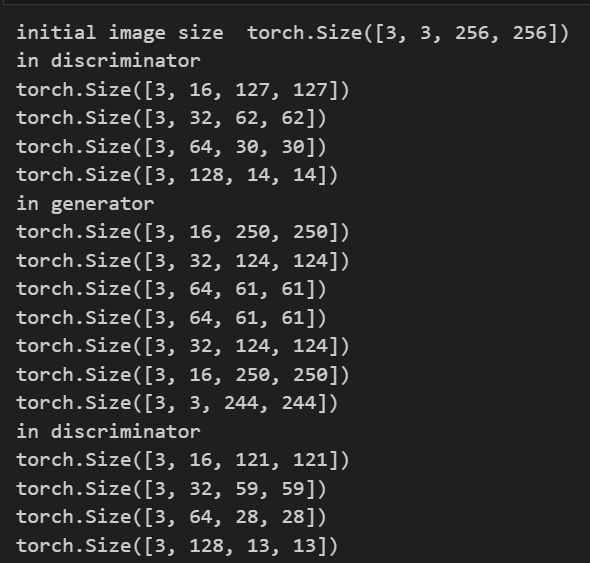 initial image size  torch.Size([3, 3, 256, 256])
in discriminator
torch.Size([3, 16, 127, 127])
torch.Size([3, 32, 62, 62])
torch.Size([3, 64, 30, 30])
torch.Size([3, 128, 14, 14])
in generator
torch.Size([3, 16, 250, 250])
torch.Size([3, 32, 124, 124])
torch.Size([3, 64, 61, 61])
torch.Size([3, 64, 61, 61])
torch.Size([3, 32, 124, 124])
torch.Size([3, 16, 250, 250])
torch.Size([3, 3, 244, 244])
in discriminator
torch.Size([3, 16, 121, 121])
torch.Size([3, 32, 59, 59])
torch.Size([3, 64, 28, 28])
torch.Size([3, 128, 13, 13])